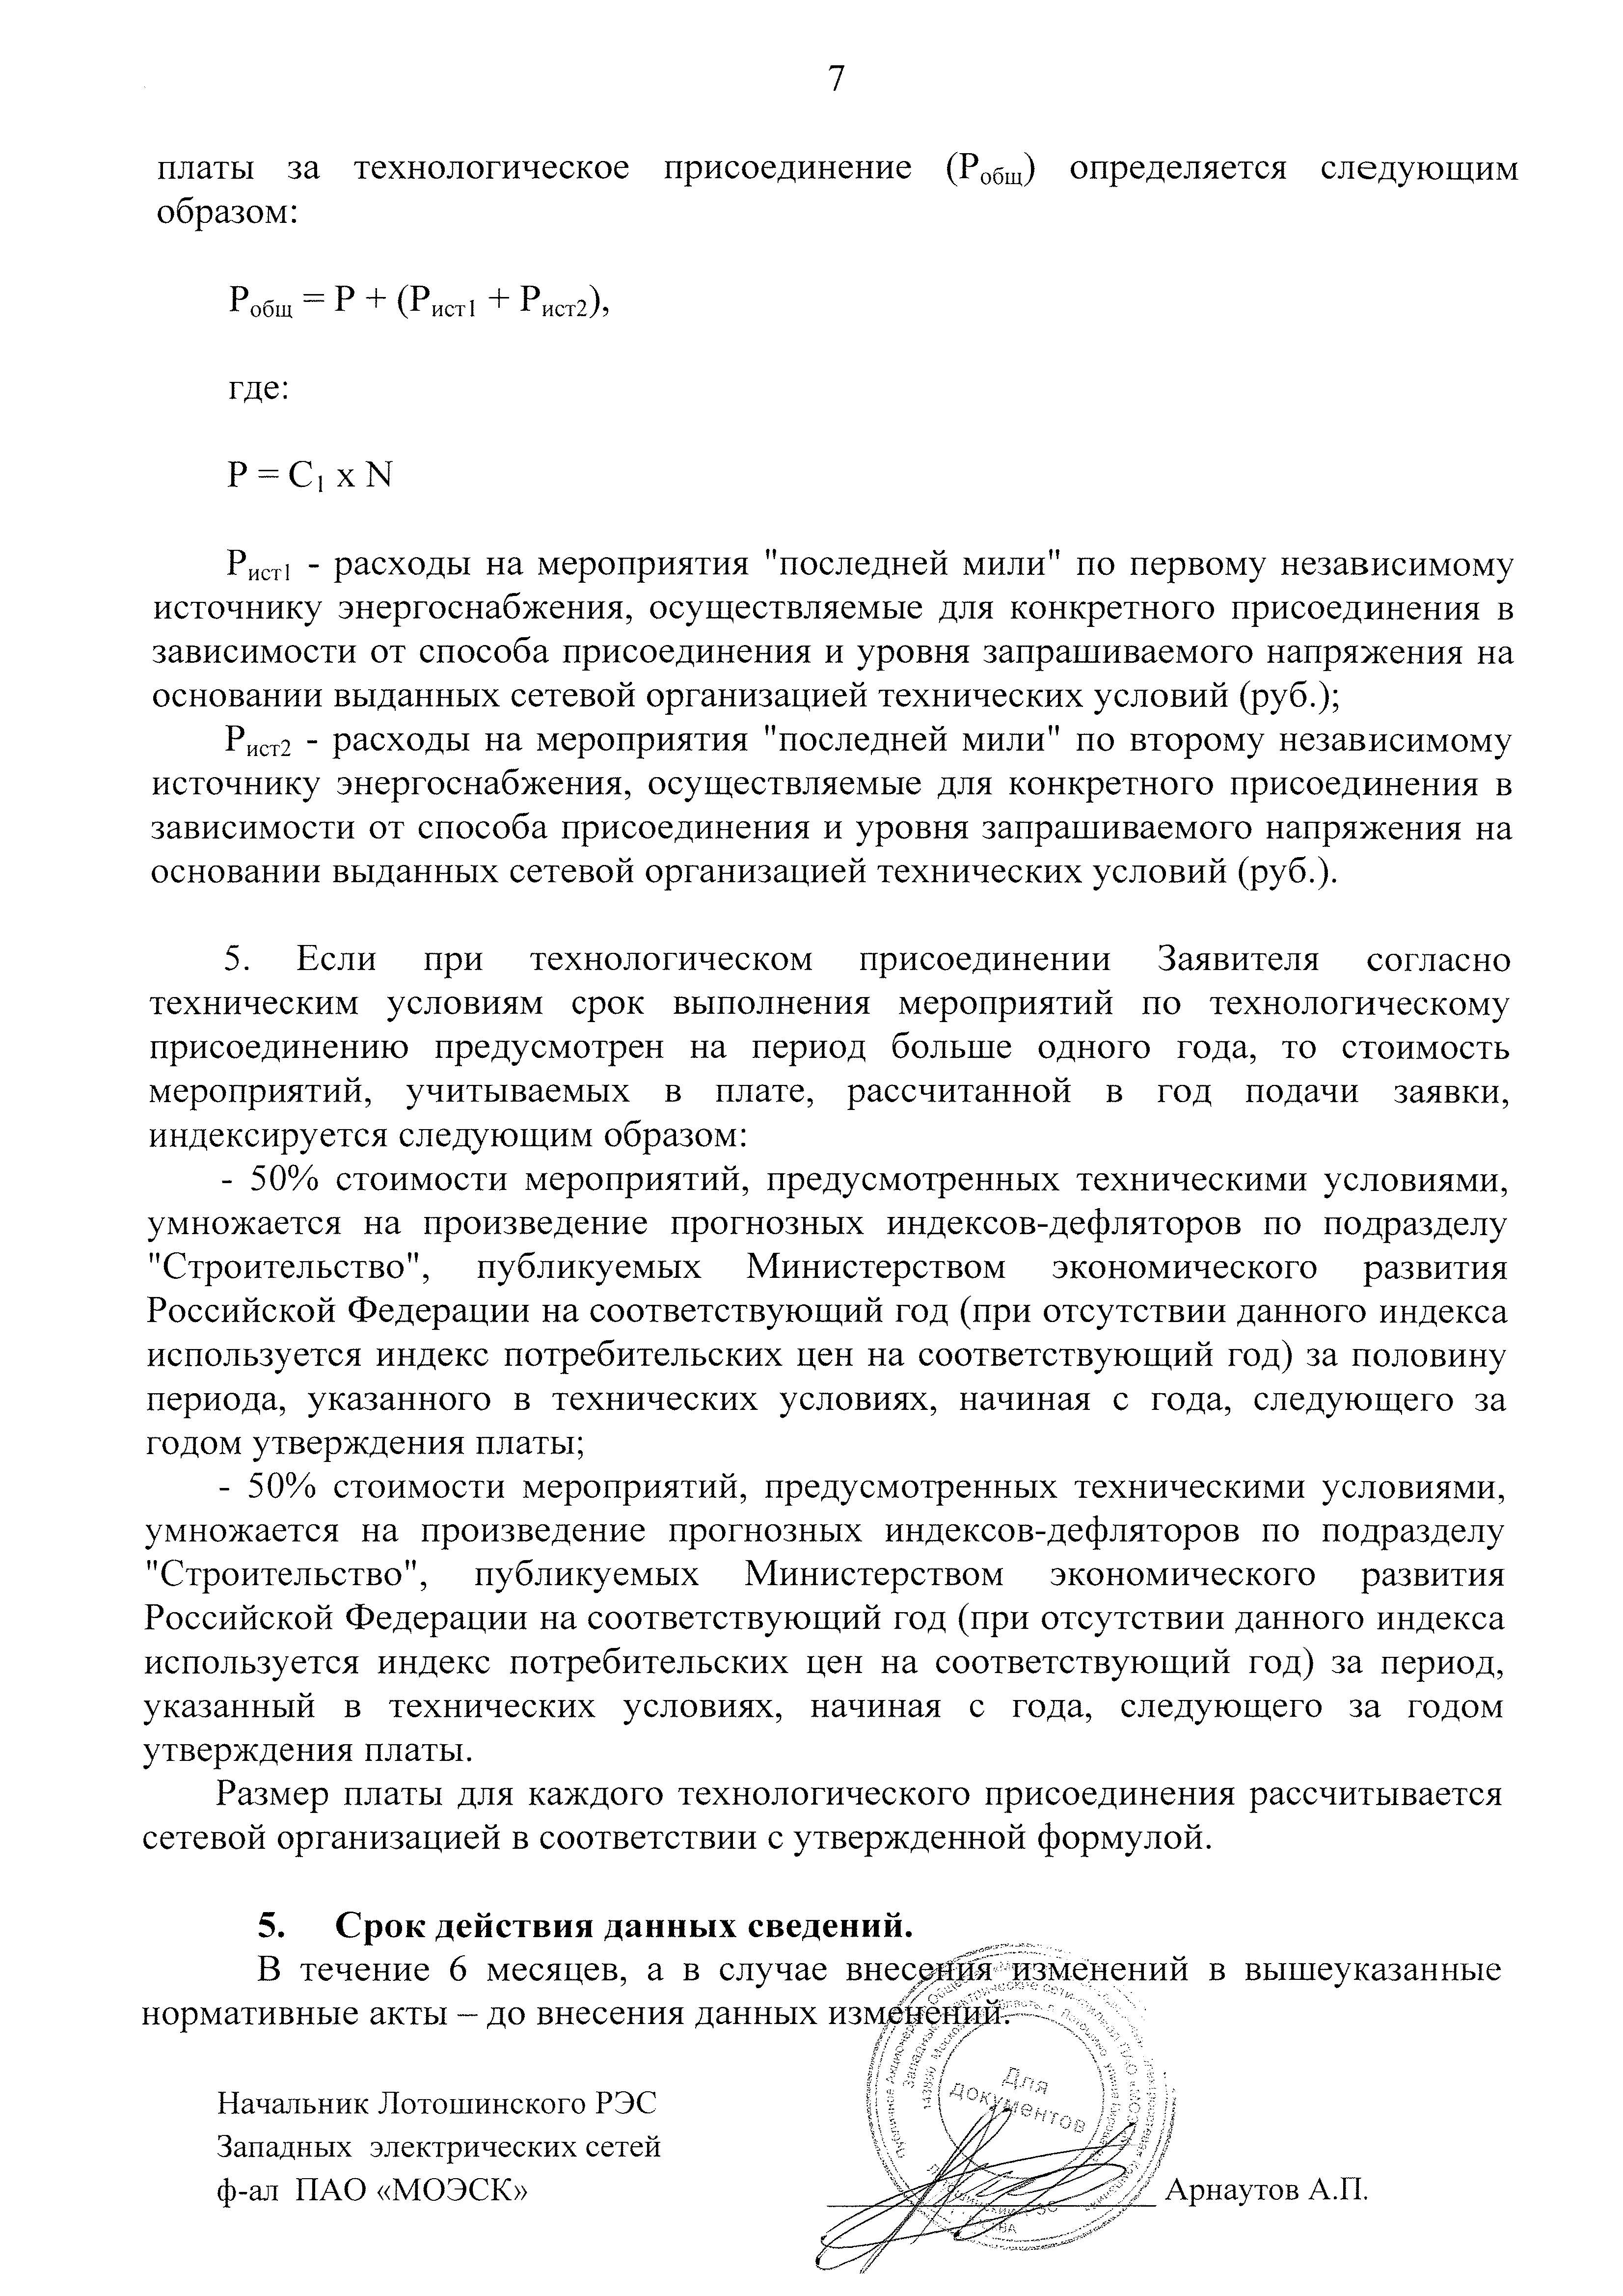 7
платы за технологическое присоединение (Робщ) определяется следующим
образом:
Робщ = Р + (Рист1 + Рист2),
где:
Р = С1 х N
Рист1 - расходы на мероприятия "последней мили" по первому независимому
источнику энергоснабжения, осуществляемые для конкретного присоединения в
зависимости от способа присоединения и уровня запрашиваемого напряжения на
основании выданных сетевой организацией технических условий (руб.);
Рист2 - расходы на мероприятия "последней мили" по второму независимому
источнику энергоснабжения, осуществляемые для конкретного присоединения в
зависимости от способа присоединения и уровня запрашиваемого напряжения на
основании выданных сетевой организацией технических условий (руб.).
5. Если при технологическом присоединении Заявителя согласно
техническим условиям срок выполнения мероприятий по технологическому
присоединению предусмотрен на период больше одного года, то стоимость
мероприятий, учитываемых в плате, рассчитанной в год подачи заявки,
индексируется следующим образом:
- 50% стоимости мероприятий, предусмотренных техническими условиями,
умножается на произведение прогнозных индексов-дефляторов по подразделу
"Строительство", публикуемых Министерством экономического развития
Российской Федерации на соответствующий год (при отсутствии данного индекса
используется индекс потребительских цен на соответствующий год) за половину
периода, указанного в технических условиях, начиная с года, следующего за
годом утверждения платы;
- 50% стоимости мероприятий, предусмотренных техническими условиями,
умножается на произведение прогнозных индексов-дефляторов по подразделу
"Строительство", публикуемых Министерством экономического развития
Российской Федерации на соответствующий год (при отсутствии данного индекса
используется индекс потребительских цен на соответствующий год) за период,
указанный в технических условиях, начиная с года, следующего за годом
утверждения платы.
Размер платы для каждого технологического присоединения рассчитывается
сетевой организацией в соответствии с утвержденной формулой.
5. Срок действия данных сведений.
В течение 6 месяцев, а в случае внесения изменений в вышеуказанные
нормативные акты – до внесения данных изменений.
Для
документов
Начальник Лотошинского РЭС
Западных электрических сетей
ф-ал ПАО «МОЭСК»
Арнаутов А.П.